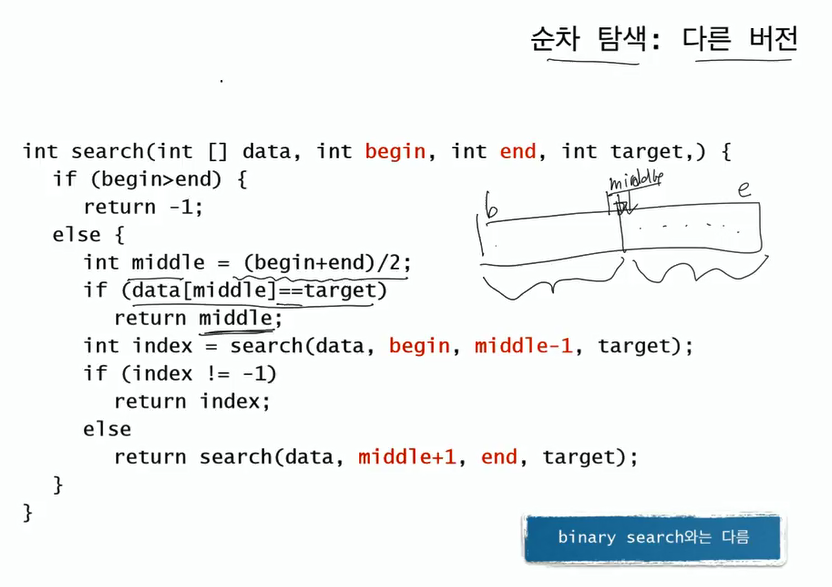 순차 탐색: 다른 버전
int search(int [] data, int begin, int end, int target,) {
if (begin>end) {
return -1;
else {
int middle = (begin+end)/2;
if (data[middle]==target)
return middle;
int index = search(data, begin, middle-1, target);
if (index != -1)
return index;
else
return search(data, middle+1, end, target);
}
}
middle
b
e
binary search와는 다름